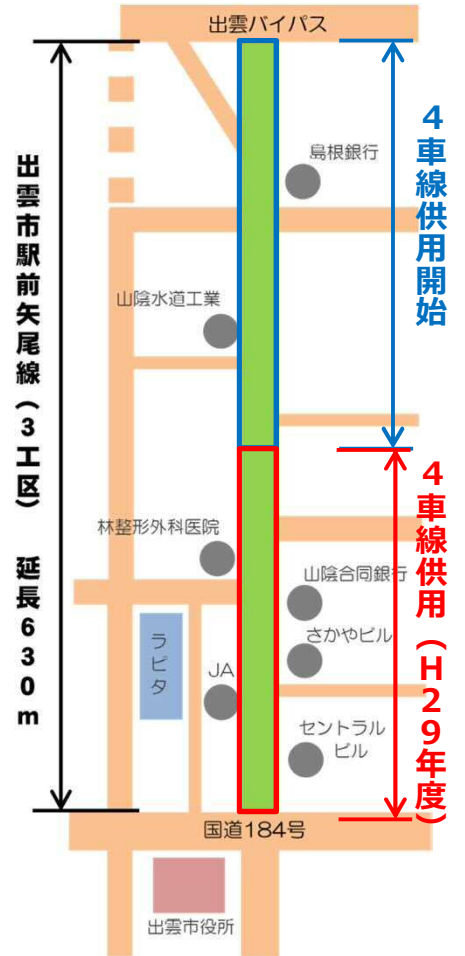 出雲バイパス
出雲市駅前矢尾線（3工区）　延長630m
4車線供用開始
島根銀行
山陰水道工業
4車線供用（H29年度）
林整形外科医院
山陰合同銀行
さかやビル
ラピタ
JA
セントラル
ビル
国道184号
出雲市役所